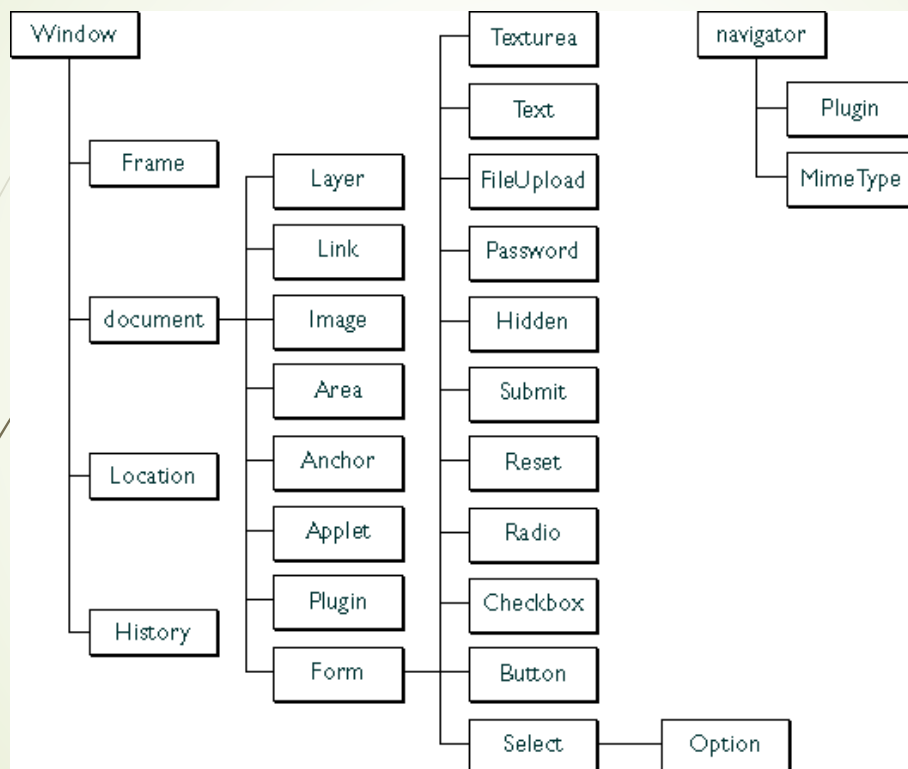 Window
Frame
document
Location
History
Layer
Link
Image
Area
Anchor
Applet
Plugin
Form
Texturea
Text
FileUpload
Password
Hidden
Submit
Reset
Radio
Checkbox
Button
Select
Option
navigator
Plugin
MimeType